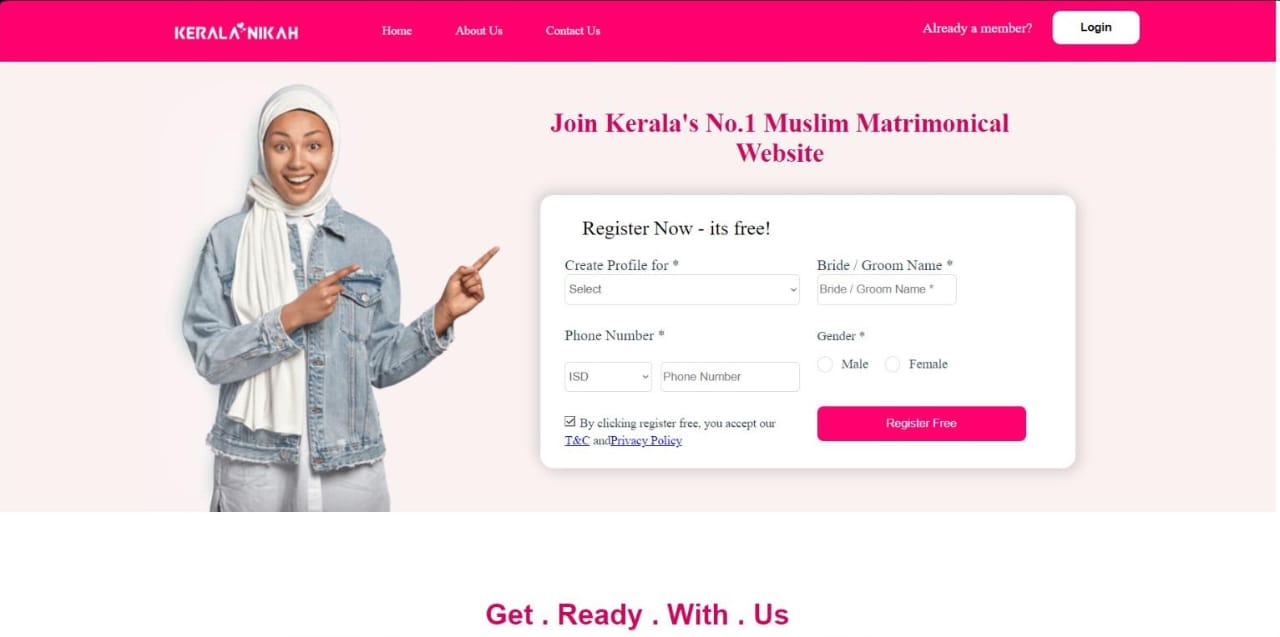 KERALA NIKAH
Home
About Us
Contact Us
Already a member?
Login
Join Kerala's No.1 Muslim Matrimonical
Website
Register Now - its free!
Create Profile for *
Bride / Groom Name *
Select
Bride / Groom Name *
Phone Number *
Gender *
Male
Female
ISD
Phone Number
By clicking register free, you accept our
T&C andPrivacy Policy
Register Free
Get . Ready . With . Us